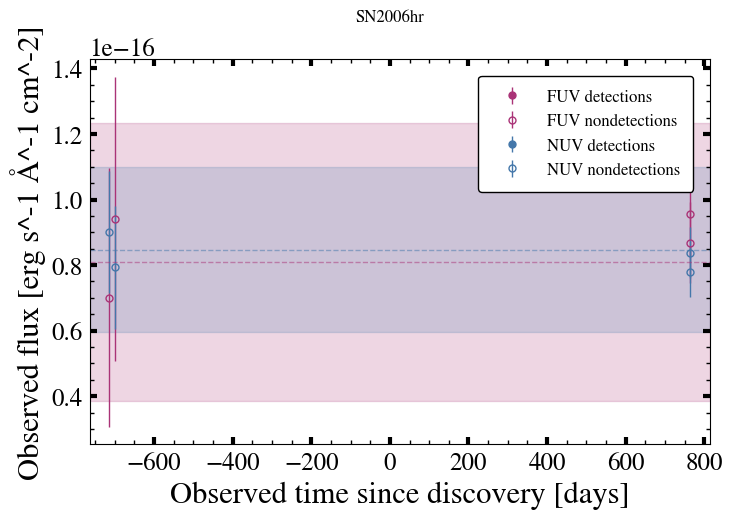 SN2006hr
1e−16
1.4
1.2
1.0
0.8
0.6
0.4
Observed flux [erg s^-1 Å^-1 cm^-2]
FUV detections
FUV nondetections
NUV detections
NUV nondetections
−600 −400 −200 0 200 400 600 800
Observed time since discovery [days]